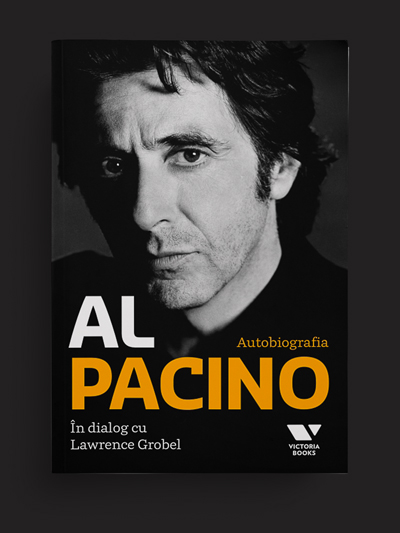 AL
Autobiografia
PACINO
În dialog cu
Lawrence Grobel
VICTORIA
BOOKS